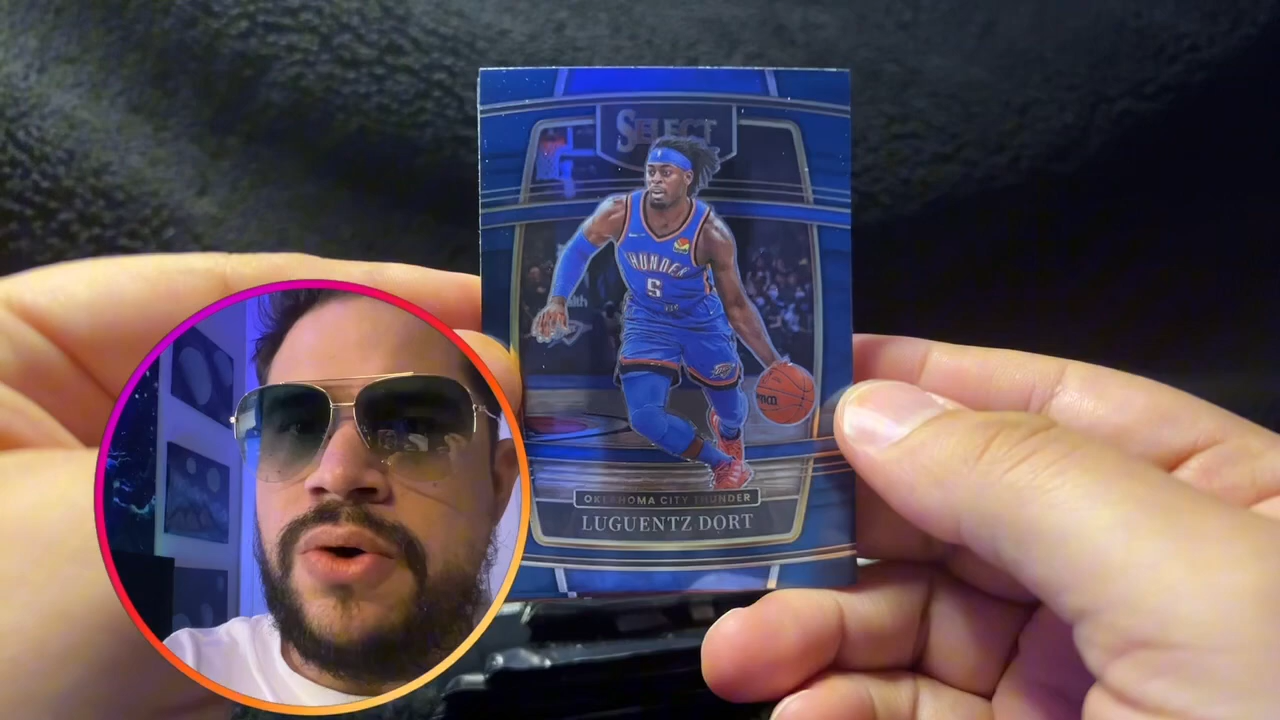 SELECT
THUNDER
5
OKLAHOMA CITY THUNDER
LUGUENTZ DORT